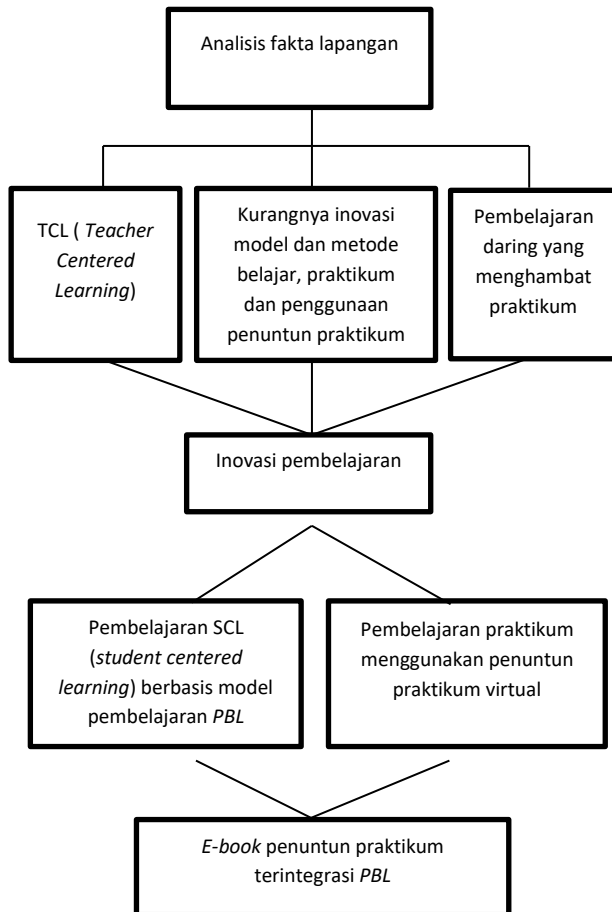 Analisis fakta lapangan
TCL ( Teacher
Centered
Learning)
Kurangnya inovasi
model dan metode
belajar, praktikum
dan penggunaan
penuntun praktikum
Pembelajaran
daring yang
menghambat
praktikum
Inovasi pembelajaran
Pembelajaran SCL
(student centered
learning) berbasis model
pembelajaran PBL
Pembelajaran praktikum
menggunakan penuntun
praktikum virtual
E-book penuntun praktikum
terintegrasi PBL